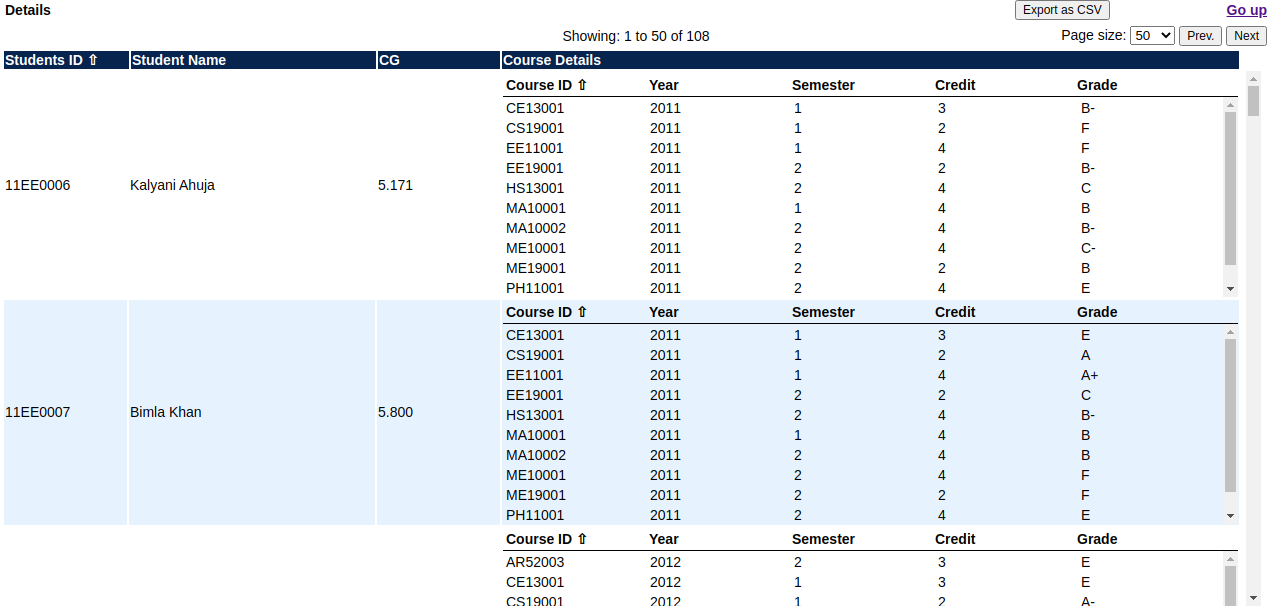 Details Export as CSV Go up
Showing: 1 to 50 of 108 Page size: 50 Prev. Next
Students ID ⇧ Student Name CG Course Details
Course ID ⇧ Year Semester Credit Grade
CE13001 2011 1 3 B-
CS19001 2011 1 2 F
EE11001 2011 1 4 F
EE19001 2011 2 2 B-
11EE0006 Kalyani Ahuja 5.171 HS13001 2011 2 4 C
MA10001 2011 1 4 B
MA10002 2011 2 4 B-
ME10001 2011 2 4 C-
ME19001 2011 2 2 B
PH11001 2011 2 4 E
Course ID ⇧ Year Semester Credit Grade
CE13001 2011 1 3 E
CS19001 2011 1 2 A
EE11001 2011 1 4 A+
EE19001 2011 2 2 C
11EE0007 Bimla Khan 5.800 HS13001 2011 2 4 B-
MA10001 2011 1 4 B
MA10002 2011 2 4 B
ME10001 2011 2 4 F
ME19001 2011 2 2 F
PH11001 2011 2 4 E
Course ID ⇧ Year Semester Credit Grade
AR52003 2012 2 3 E
CE13001 2012 1 3 E
CS19001 2012 1 2 A-